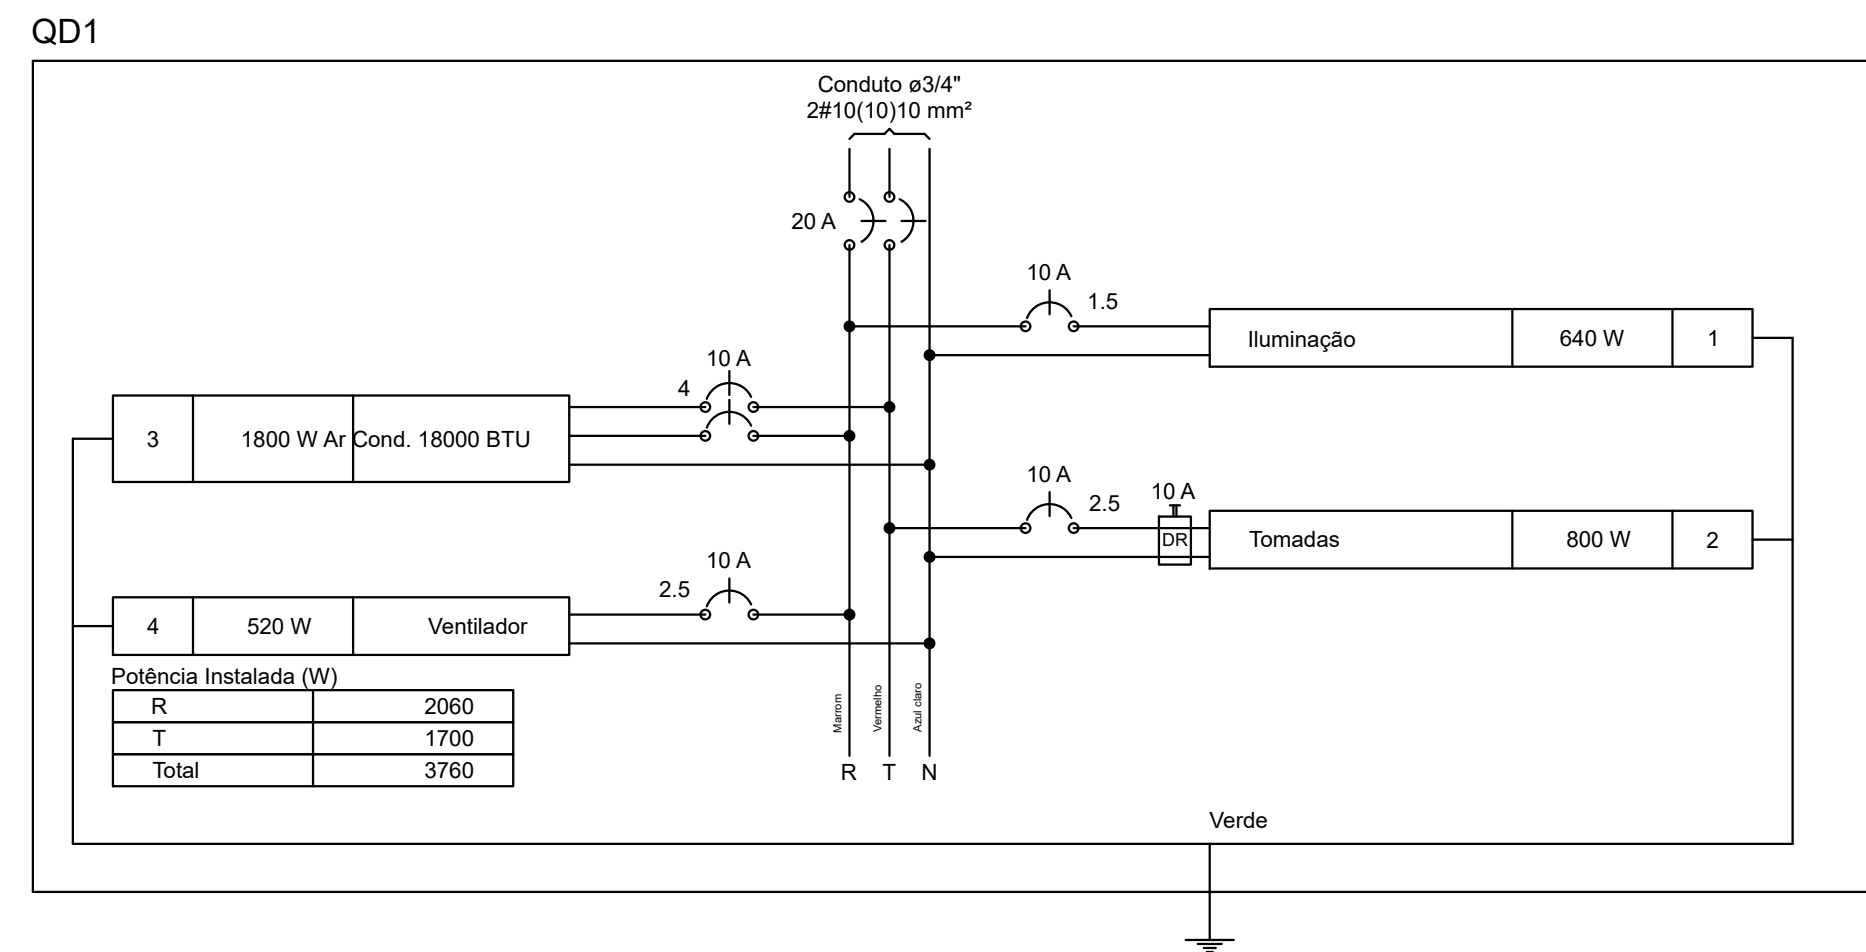 QD1
Conduto ø3/4"
2#10(10)10 mm²
20 A
10 A
1.5
Iluminação 640 W 1
10 A
4
3 1800 W Ar Cond. 18000 BTU
10 A
2.5
10 A
DR
Tomadas 800 W 2
10 A
2.5
4 520 W Ventilador
Potência Instalada (W)
R 2060
T 1700
Total 3760
Marrom
Vermelho
Azul claro
R T N
Verde